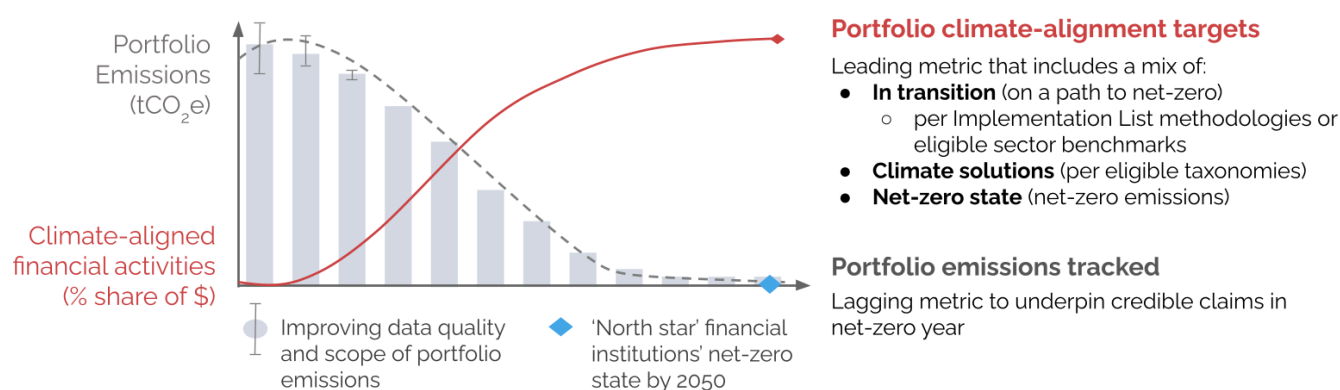 Portfolio
Emissions
(tCO₂e)
Climate-aligned
financial activities
(% share of $)
Improving data quality
and scope of portfolio
emissions
‘North star’ financial
institutions’ net-zero
state by 2050
Portfolio climate-alignment targets
Leading metric that includes a mix of:
● In transition (on a path to net-zero)
○ per Implementation List methodologies or
eligible sector benchmarks
● Climate solutions (per eligible taxonomies)
● Net-zero state (net-zero emissions)
Portfolio emissions tracked
Lagging metric to underpin credible claims in
net-zero year